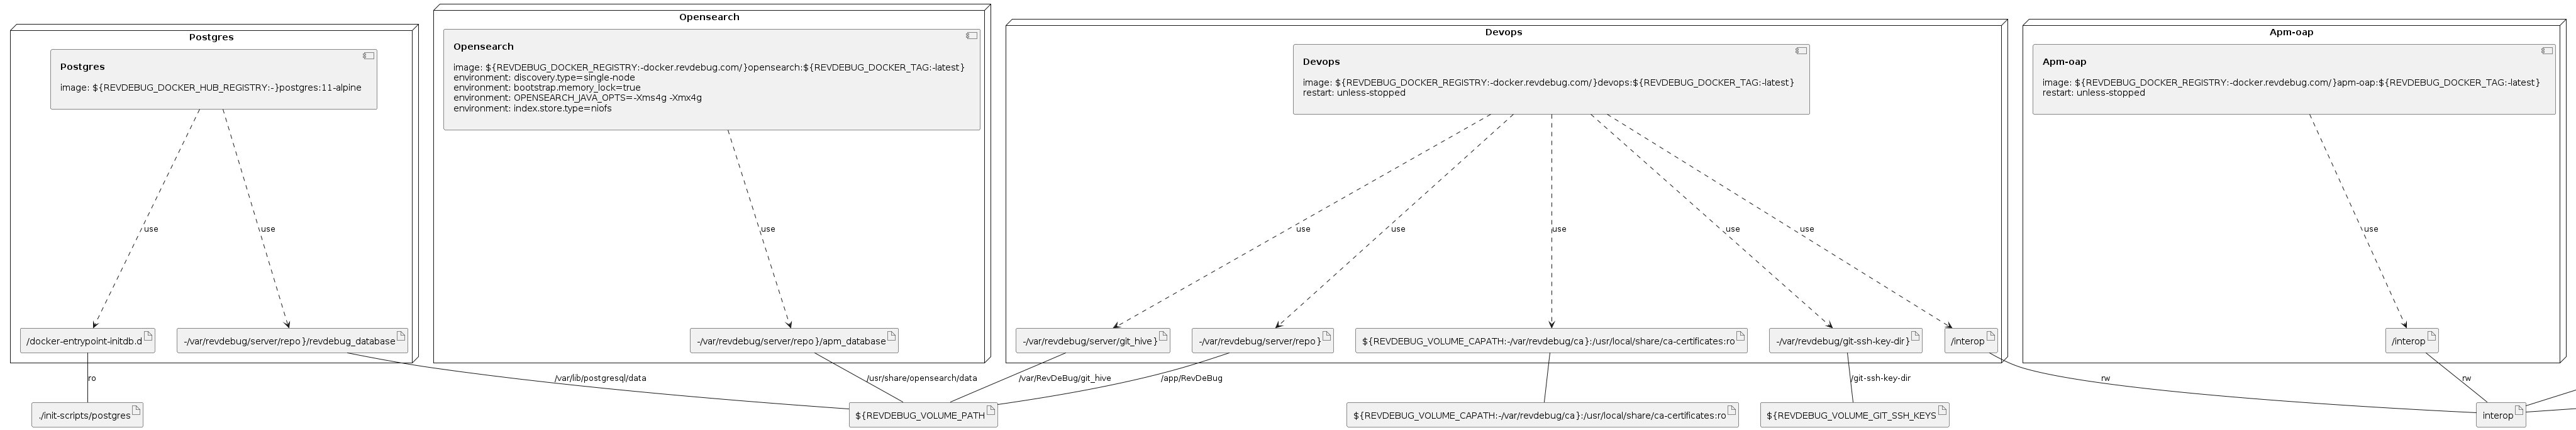 Postgres
Postgres
image: ${REVDEBUG_DOCKER_HUB_REGISTRY:-}postgres:11-alpine
use
use
/docker-entrypoint-initdb.d
-/var/revdebug/server/repo}/revdebug_database
Opensearch
Opensearch
image: ${REVDEBUG_DOCKER_REGISTRY:-docker.revdebug.com/}opensearch:${REVDEBUG_DOCKER_TAG:-latest}
environment: discovery.type=single-node
environment: bootstrap.memory_lock=true
environment: OPENSEARCH_JAVA_OPTS=-Xms4g -Xmx4g
environment: index.store.type=niofs
use
-/var/revdebug/server/repo}/apm_database
Devops
Devops
image: ${REVDEBUG_DOCKER_REGISTRY:-docker.revdebug.com/}devops:${REVDEBUG_DOCKER_TAG:-latest}
restart: unless-stopped
use
use
use
use
use
-/var/revdebug/server/git_hive}
-/var/revdebug/server/repo}
${REVDEBUG_VOLUME_CAPATH:-/var/revdebug/ca}:/usr/local/share/ca-certificates:ro
-/var/revdebug/git-ssh-key-dir}
/interop
Apm-oap
Apm-oap
image: ${REVDEBUG_DOCKER_REGISTRY:-docker.revdebug.com/}apm-oap:${REVDEBUG_DOCKER_TAG:-latest}
restart: unless-stopped
use
/interop
ro
/var/lib/postgresql/data
/usr/share/opensearch/data
/var/RevDeBug/git_hive
/app/RevDeBug
/git-ssh-key-dir
rw
rw
./init-scripts/postgres
${REVDEBUG_VOLUME_PATH
${REVDEBUG_VOLUME_CAPATH:-/var/revdebug/ca}:/usr/local/share/ca-certificates:ro
${REVDEBUG_VOLUME_GIT_SSH_KEYS
interop